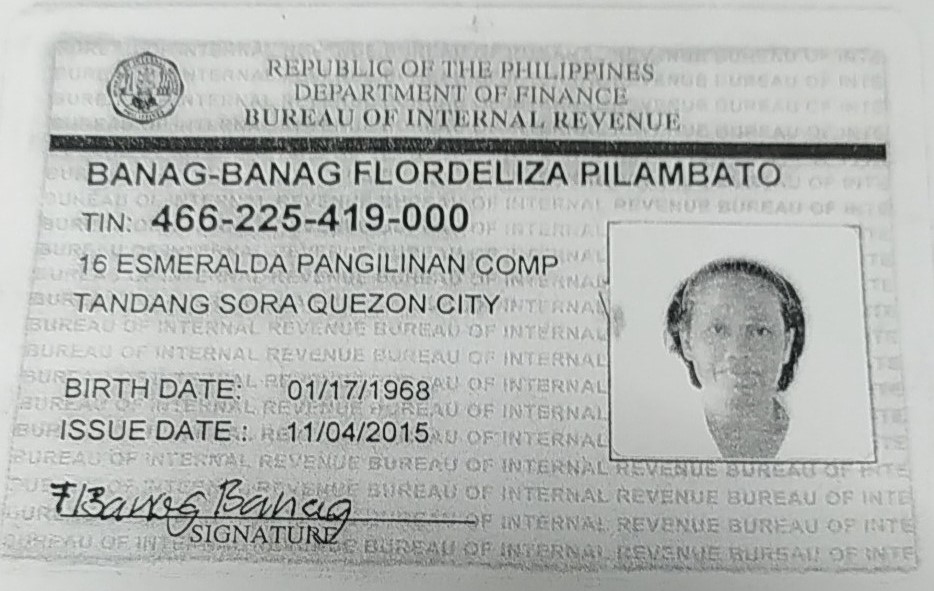 REPUBLIC OF THE PHILIPPINES
DEPARTMENT OF FINANCE
BUREAU OF INTERNAL REVENUE
BANAG-BANAG FLORDELIZA PILAMBATO
TIN: 466-225-419-000
16 ESMERALDA PANGILINAN COMP
TANDANG SORA QUEZON CITY
BIRTH DATE: 01/17/1968
ISSUE DATE : 11/04/2015
FlBanag Banag
SIGNATURE